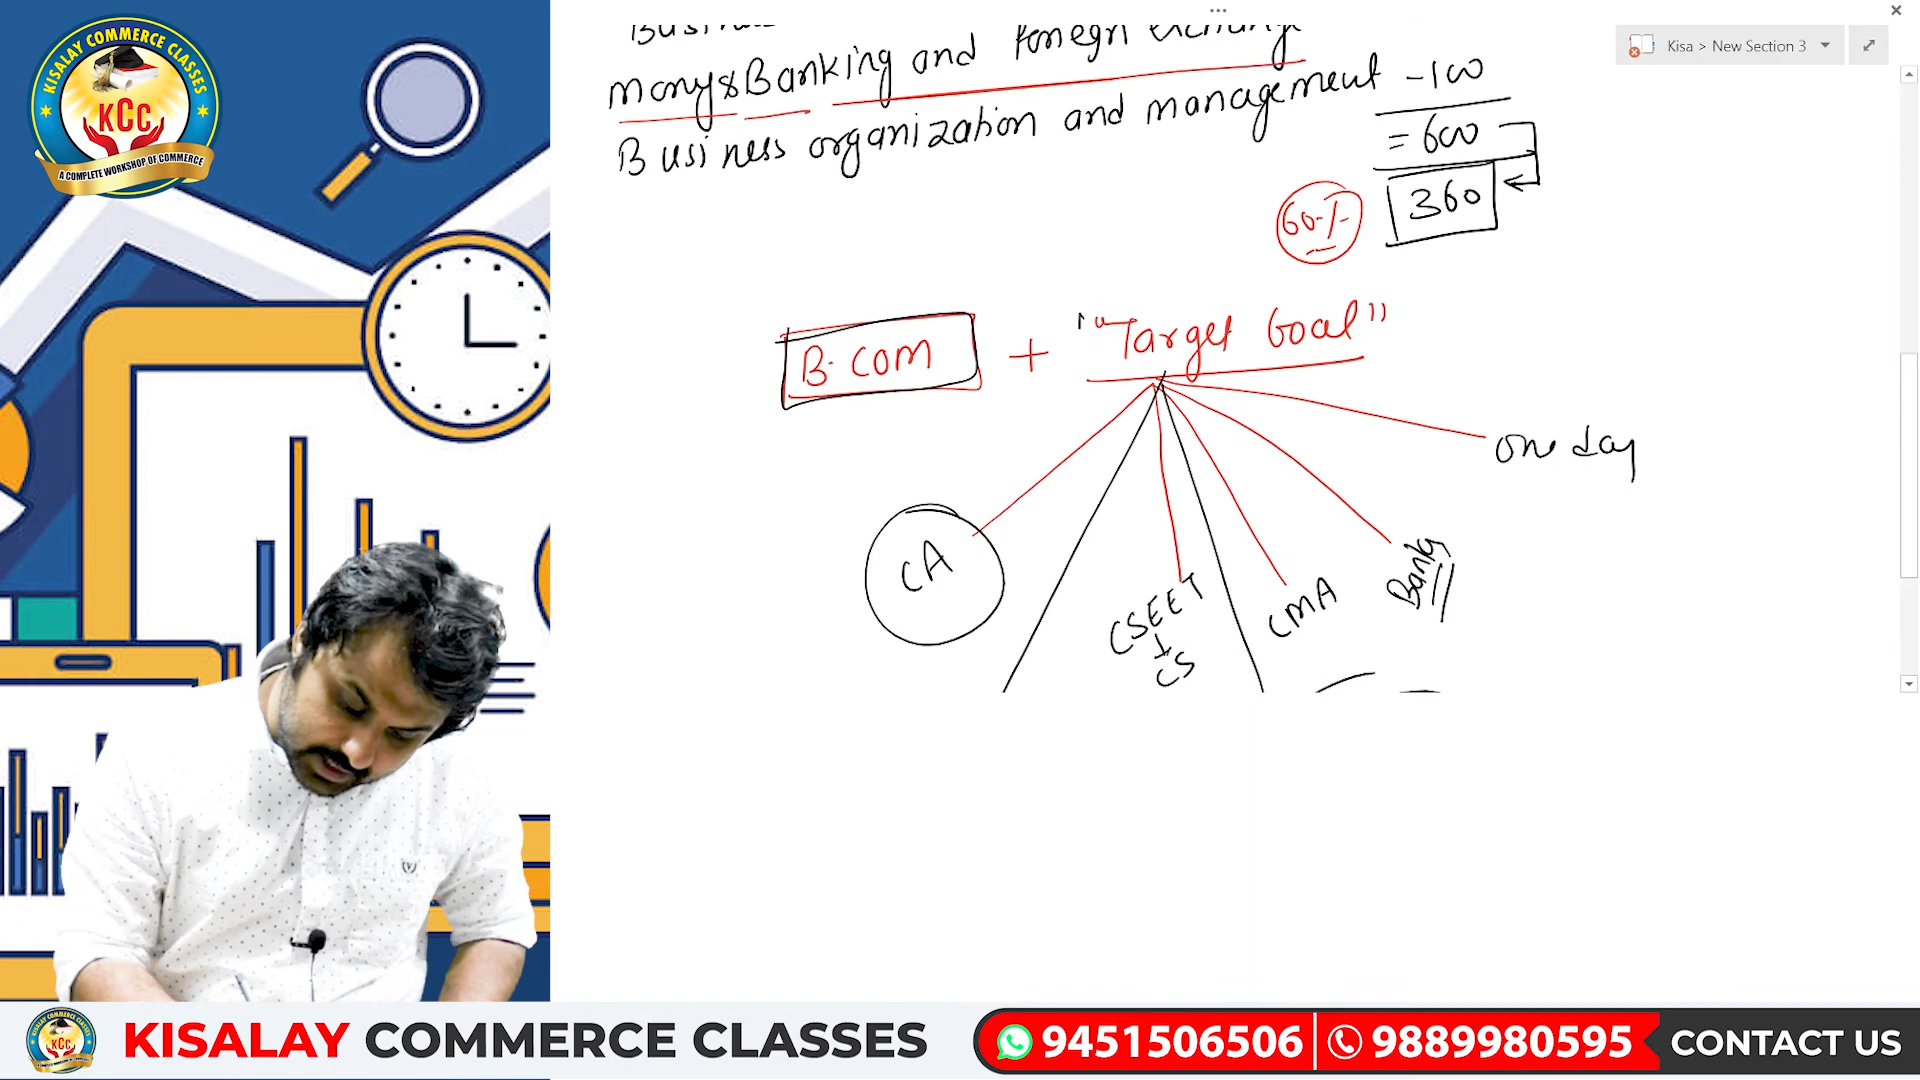 KISALAY COMMERCE CLASSES
KCC
A COMPLETE WORKSHOP OF COMMERCE
Kisa > New Section 3
Mony & Banking and Foregn exchange
Business organization and management - 100
= 600
360
60%
B.COM + "Target Goal"
one day
CA
CSEET
CS
CMA
Bank
KISALAY COMMERCE CLASSES
9451506506
9889980595
CONTACT US